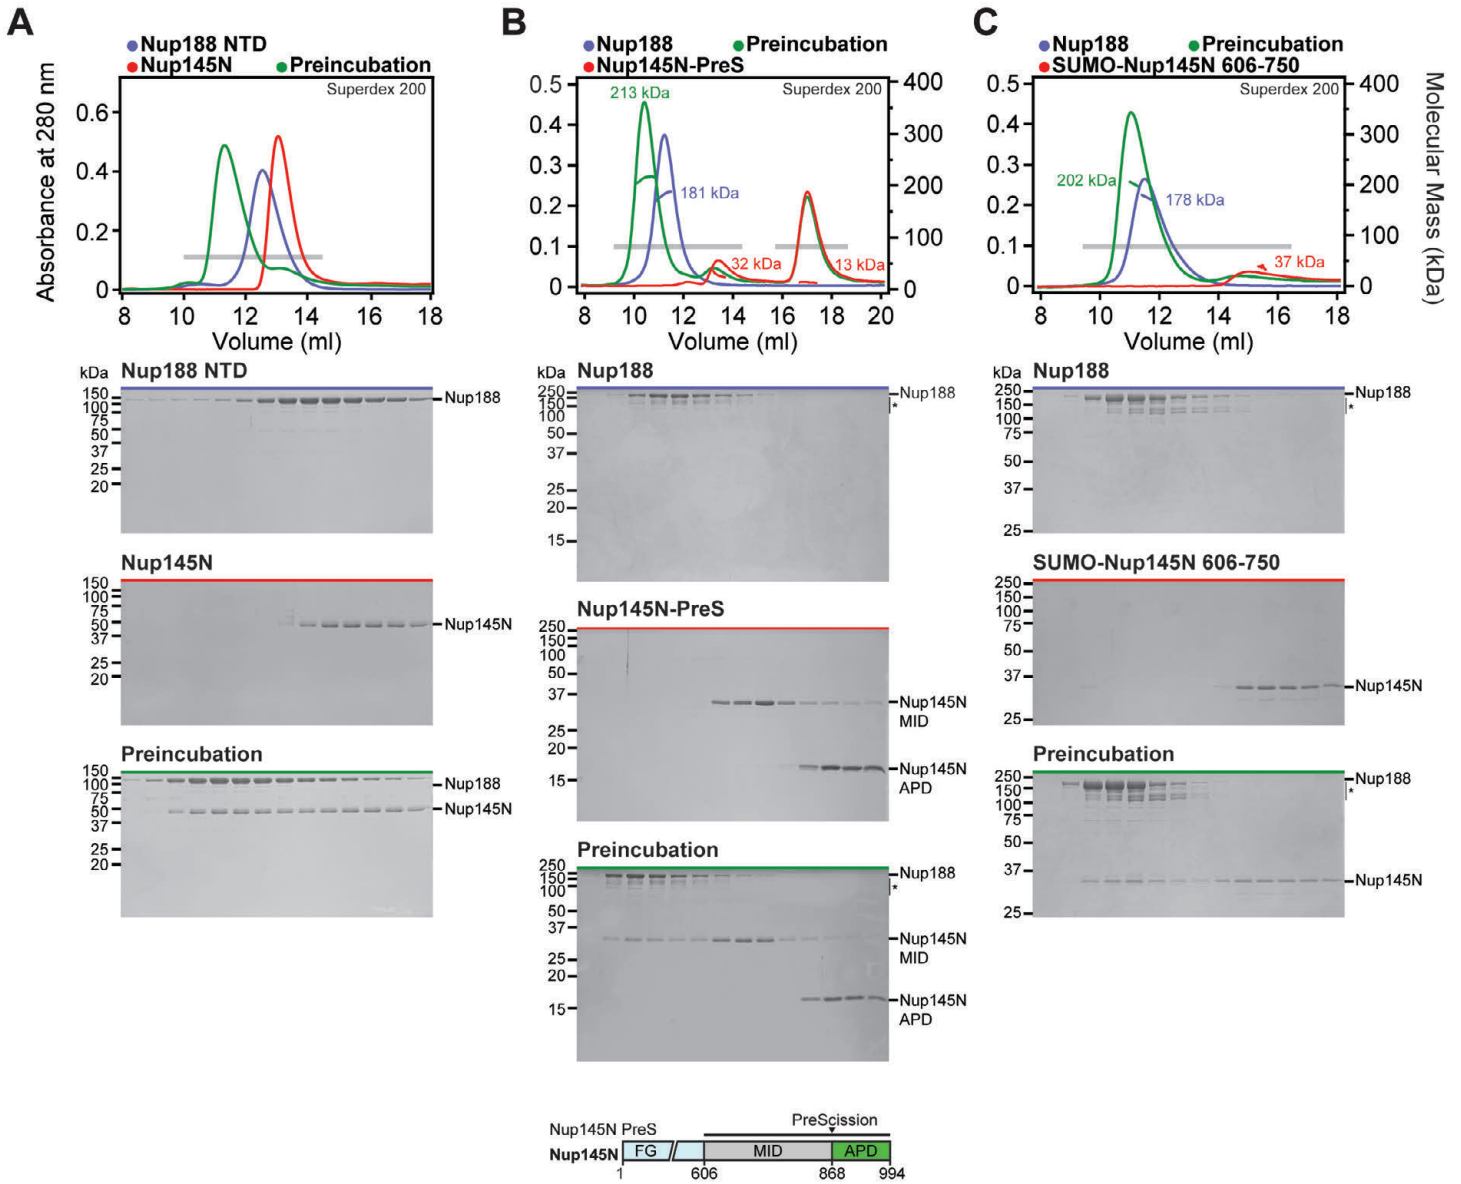 A
Nup188 NTD
Nup145N
Preincubation
Superdex 200
Absorbance at 280 nm
0.6
0.4
0.2
0
8 10 12 14 16 18
Volume (ml)
kDa
Nup188 NTD
150
100
75
50
37
25
20
Nup188
Nup145N
150
100
75
50
37
25
20
Nup145N
Preincubation
150
100
75
50
37
25
20
Nup188
Nup145N
B
Nup188
Preincubation
Nup145N-PreS
Superdex 200
213 kDa
181 kDa
32 kDa
13 kDa
0.5
0.4
0.3
0.2
0.1
0
400
300
200
100
0
8 10 12 14 16 18 20
Volume (ml)
kDa
Nup188
250
150
100
50
37
25
20
15
Nup188
*
Nup145N-PreS
250
150
100
50
37
25
20
15
Nup145N
MID
Nup145N
APD
Preincubation
250
150
100
50
37
25
20
15
Nup188
*
Nup145N
MID
Nup145N
APD
C
Nup188
Preincubation
SUMO-Nup145N 606-750
Superdex 200
202 kDa
178 kDa
37 kDa
0.5
0.4
0.3
0.2
0.1
0
400
300
200
100
0
Molecular Mass (kDa)
8 10 12 14 16 18
Volume (ml)
kDa
Nup188
250
150
100
75
50
37
25
Nup188
*
SUMO-Nup145N 606-750
250
150
100
75
50
37
25
Nup145N
Preincubation
250
150
100
75
50
37
25
Nup188
*
Nup145N
PreScission
Nup145N PreS
Nup145N
FG MID APD
1 606 868 994